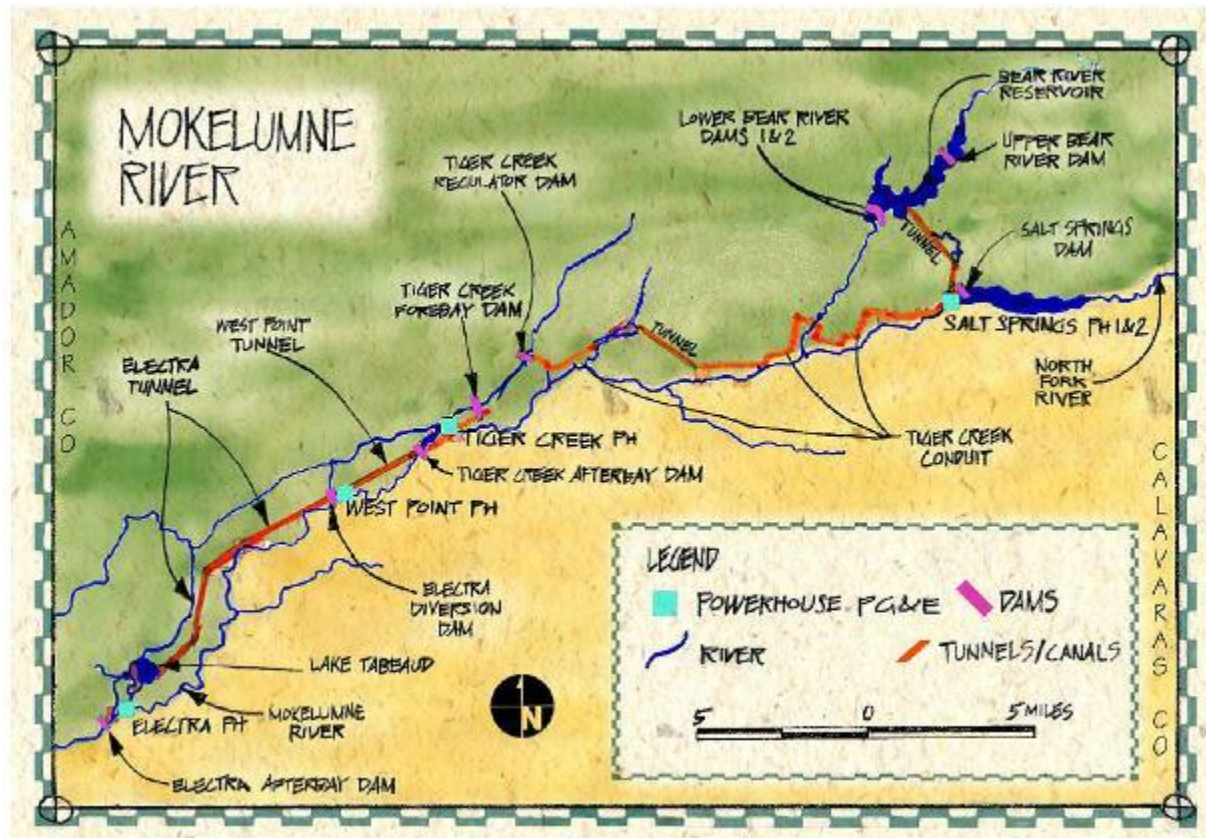 MOKELUMNE
RIVER
BEAR RIVER
RESERVOIR
LOWER BEAR RIVER
DAMS 1&2
UPPER BEAR
RIVER DAM
TIGER CREEK
REGULATOR DAM
TUNNEL
SALT SPRINGS
DAM
AMADOR CO
TIGER CREEK
FOREBAY DAM
WEST POINT
TUNNEL
TUNNEL
SALT SPRINGS PH 1&2
ELECTRA
TUNNEL
NORTH
FORK
RIVER
TIGER CREEK PH
TIGER CREEK
CONDUIT
TIGER CREEK AFTERBAY DAM
WEST POINT PH
CALAVARAS CO
ELECTRA
DIVERSION
DAM
LAKE TABEAUD
ELECTRA PH
MOKELUMNE
RIVER
ELECTRA AFTERBAY DAM
N
LEGEND
POWERHOUSE PG&E
DAMS
RIVER
TUNNELS/CANALS
5 0 5 MILES